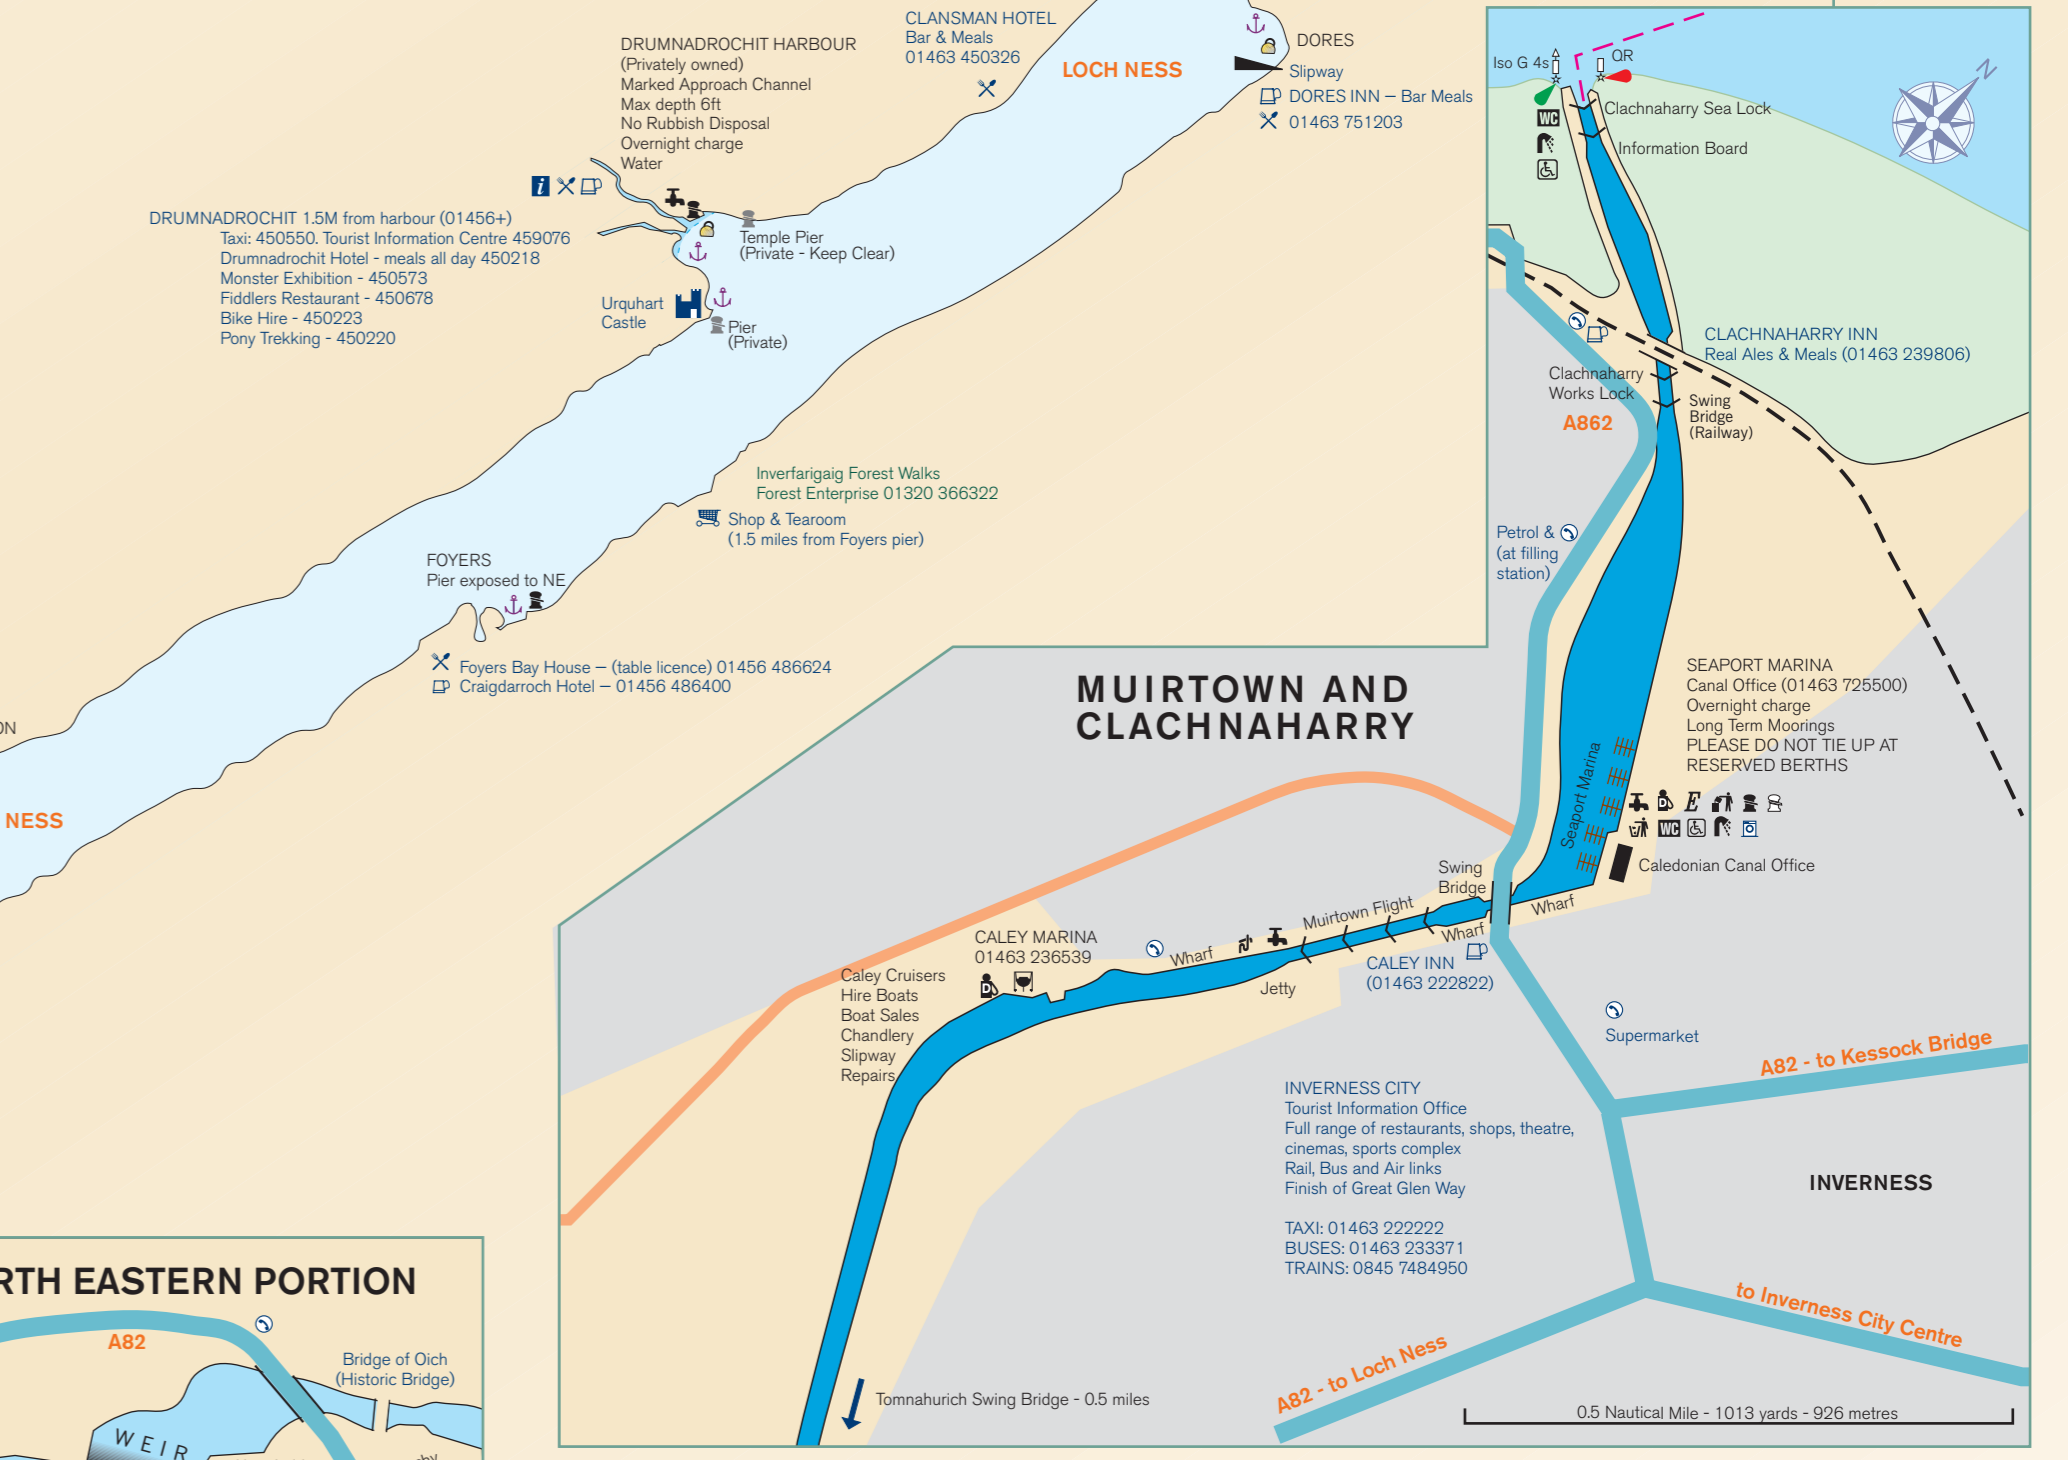 CLANSMAN HOTEL
Bar & Meals
01463 450326
DRUMNADROCHIT HARBOUR
(Privately owned)
Marked Approach Channel
Max depth 6ft
No Rubbish Disposal
Overnight charge
Water
LOCH NESS
DORES
Slipway
DORES INN – Bar Meals
01463 751203
i
DRUMNADROCHIT 1.5M from harbour (01456+)
Taxi: 450550. Tourist Information Centre 459076
Drumnadrochit Hotel - meals all day 450218
Monster Exhibition - 450573
Fiddlers Restaurant - 450678
Bike Hire - 450223
Pony Trekking - 450220
Temple Pier
(Private - Keep Clear)
Urquhart
Castle
Pier
(Private)
Inverfarigaig Forest Walks
Forest Enterprise 01320 366322
Shop & Tearoom
(1.5 miles from Foyers pier)
FOYERS
Pier exposed to NE
Foyers Bay House – (table licence) 01456 486624
Craigdarroch Hotel – 01456 486400
ON
NESS
MUIRTOWN AND
CLACHNAHARRY
Iso G 4s
QR
N
WC
Clachnaharry Sea Lock
Information Board
CLACHNAHARRY INN
Real Ales & Meals (01463 239806)
Clachnaharry
Works Lock
A862
Swing
Bridge
(Railway)
Petrol &
(at filling
station)
SEAPORT MARINA
Canal Office (01463 725500)
Overnight charge
Long Term Moorings
PLEASE DO NOT TIE UP AT
RESERVED BERTHS
Seaport Marina
D
E
WC
Caledonian Canal Office
Swing
Bridge
Wharf
Muirtown Flight
Wharf
CALEY INN
(01463 222822)
CALEY MARINA
01463 236539
D
Wharf
Jetty
Caley Cruisers
Hire Boats
Boat Sales
Chandlery
Slipway
Repairs
Supermarket
A82 - to Kessock Bridge
INVERNESS CITY
Tourist Information Office
Full range of restaurants, shops, theatre,
cinemas, sports complex
Rail, Bus and Air links
Finish of Great Glen Way
TAXI: 01463 222222
BUSES: 01463 233371
TRAINS: 0845 7484950
INVERNESS
to Inverness City Centre
A82 - to Loch Ness
Tomnahurich Swing Bridge - 0.5 miles
0.5 Nautical Mile - 1013 yards - 926 metres
RTH EASTERN PORTION
A82
Bridge of Oich
(Historic Bridge)
WEIR